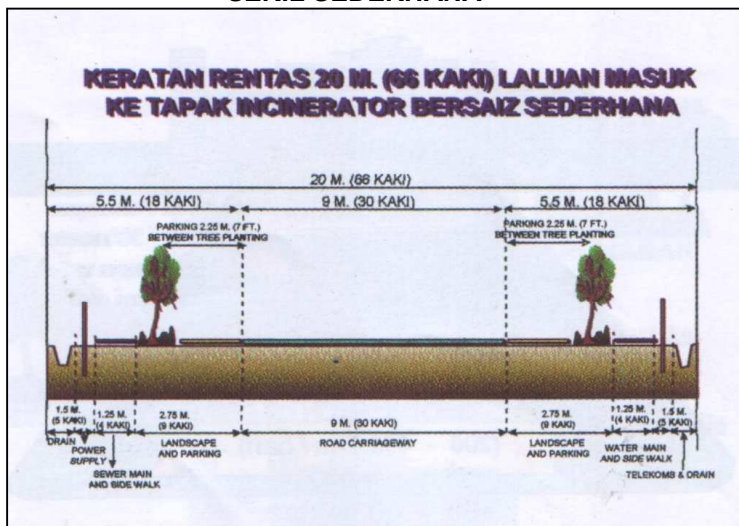 KERATAN RENTAS 20 M. (66 KAKI) LALUAN MASUK
KE TAPAK INCINERATOR BERSAIZ SEDERHANA
20 M. (66 KAKI)
5.5 M. (18 KAKI)
9 M. (30 KAKI)
5.5 M. (18 KAKI)
PARKING 2.25 M. (7 FT.)
BETWEEN TREE PLANTING
PARKING 2.25 M. (7 FT.)
BETWEEN TREE PLANTING
1.5 M.
(5 KAKI)
1.25 M.
(4 KAKI)
2.75 M.
(9 KAKI)
9 M. (30 KAKI)
2.75 M.
(9 KAKI)
1.25 M.
(4 KAKI)
1.5 M.
(5 KAKI)
DRAIN
POWER
SUPPLY
SEWER MAIN
AND SIDE WALK
LANDSCAPE
AND PARKING
ROAD CARRIAGEWAY
LANDSCAPE
AND PARKING
WATER MAIN
AND SIDE WALK
TELEKOMS & DRAIN